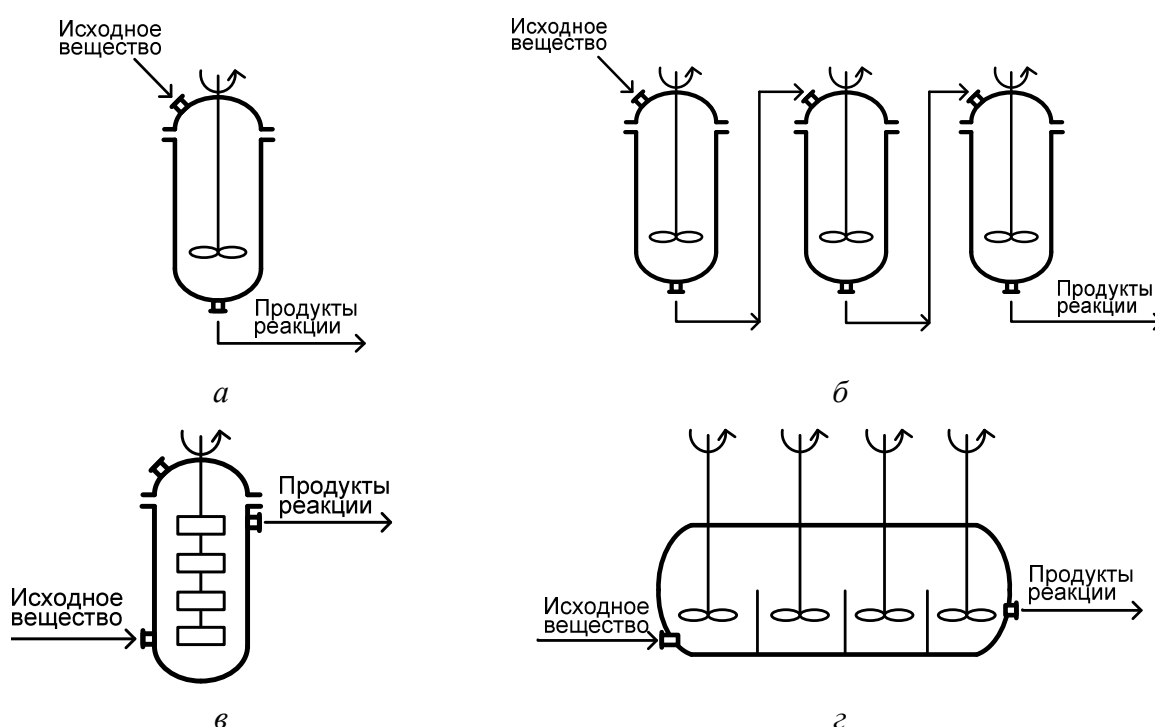 Исходное
вещество
Продукты
реакции
а
Исходное
вещество
Продукты
реакции
б
Продукты
реакции
Исходное
вещество
в
Исходное
вещество
Продукты
реакции
г